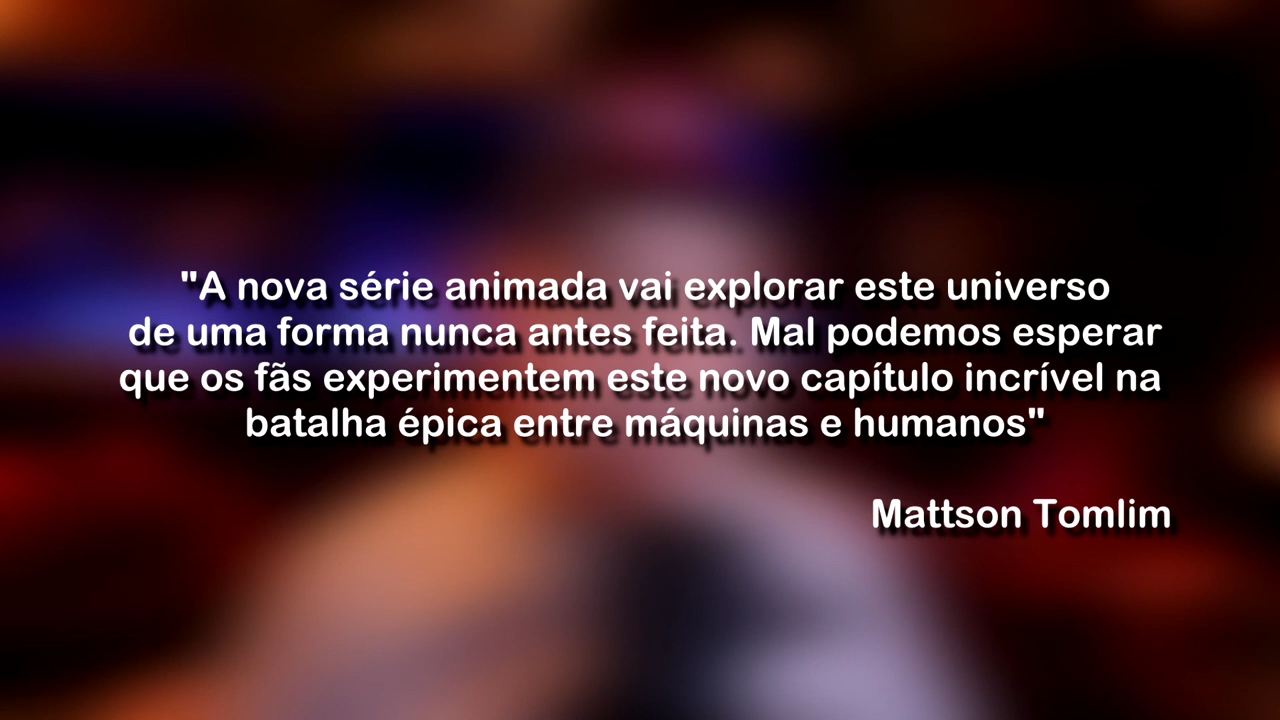 "A nova série animada vai explorar este universo
de uma forma nunca antes feita. Mal podemos esperar
que os fãs experimentem este novo capítulo incrível na
batalha épica entre máquinas e humanos"
Mattson Tomlim